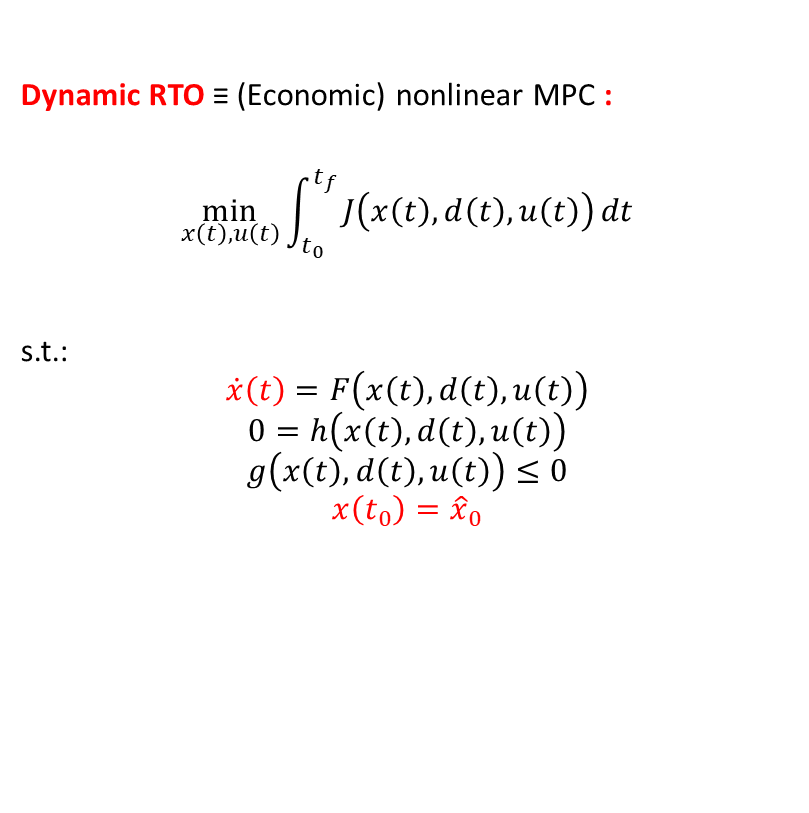 Dynamic RTO ≡ (Economic) nonlinear MPC :
min_{x(t),u(t)} ∫_{t_0}^{t_f} J(x(t), d(t), u(t)) dt
s.t.:
ẋ(t) = F(x(t), d(t), u(t))
0 = h(x(t), d(t), u(t))
g(x(t), d(t), u(t)) ≤ 0
x(t_0) = x̂_0